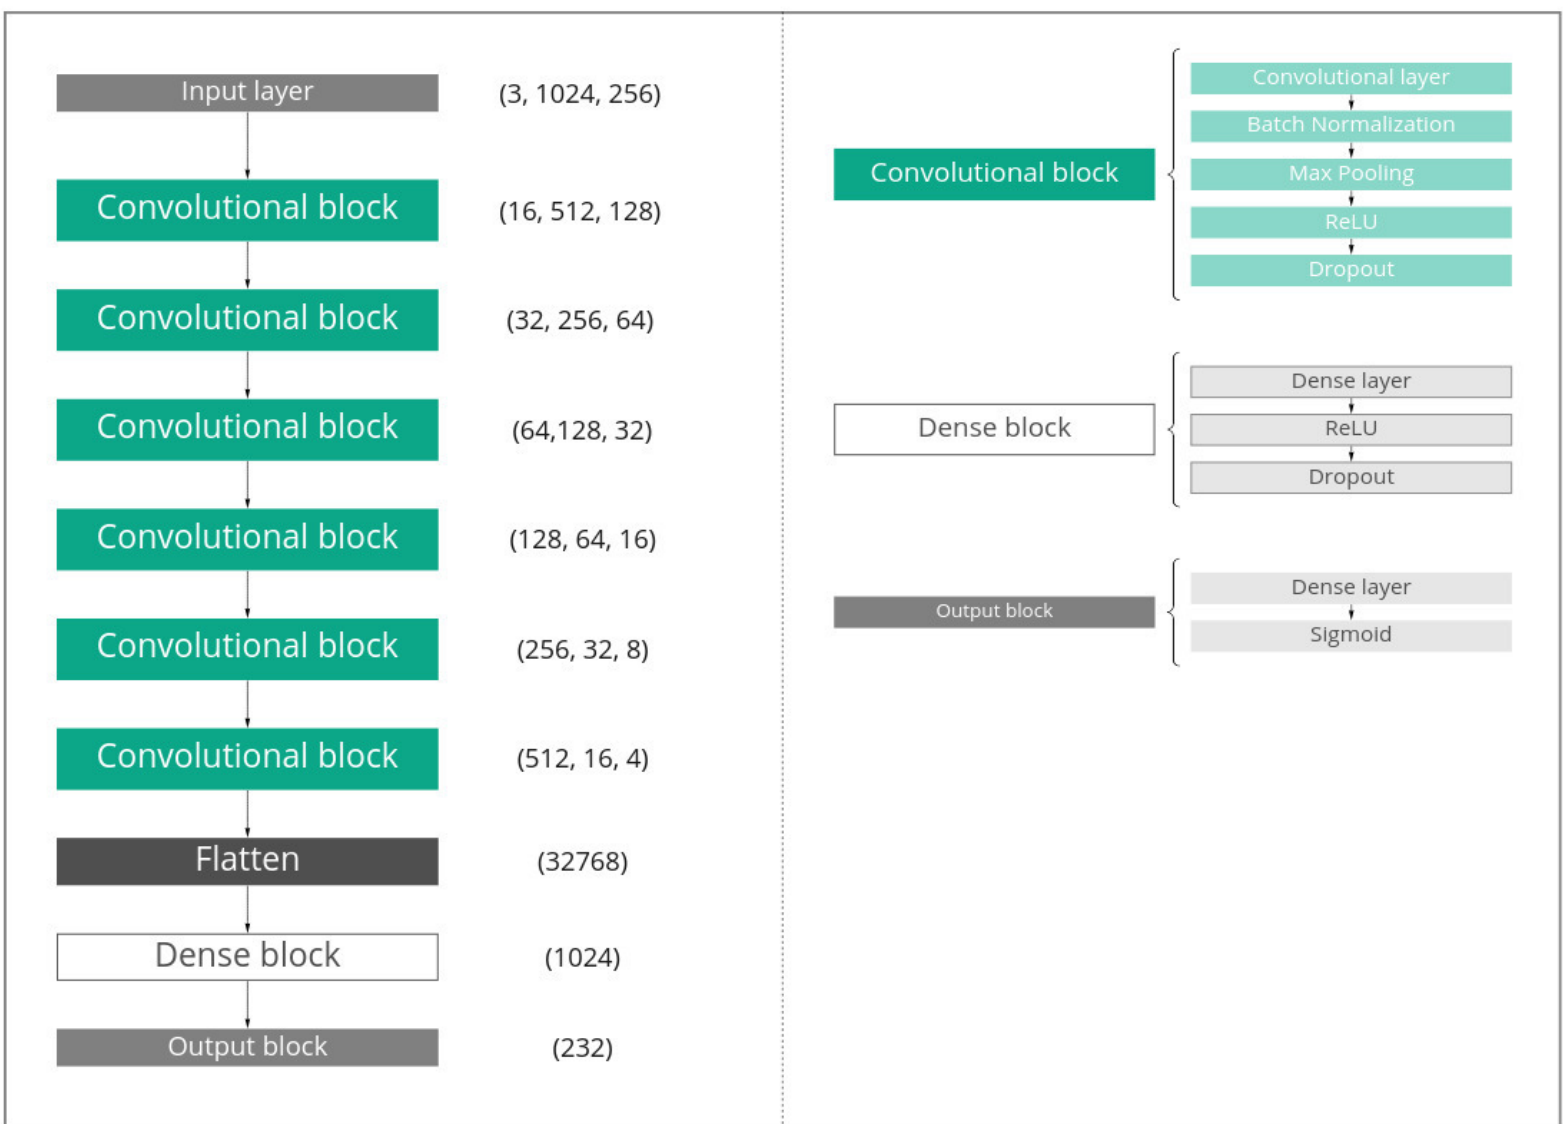 Input layer (3, 1024, 256)
Convolutional block (16, 512, 128)
Convolutional block (32, 256, 64)
Convolutional block (64,128, 32)
Convolutional block (128, 64, 16)
Convolutional block (256, 32, 8)
Convolutional block (512, 16, 4)
Flatten (32768)
Dense block (1024)
Output block (232)
Convolutional block
Convolutional layer
Batch Normalization
Max Pooling
ReLU
Dropout
Dense block
Dense layer
ReLU
Dropout
Output block
Dense layer
Sigmoid